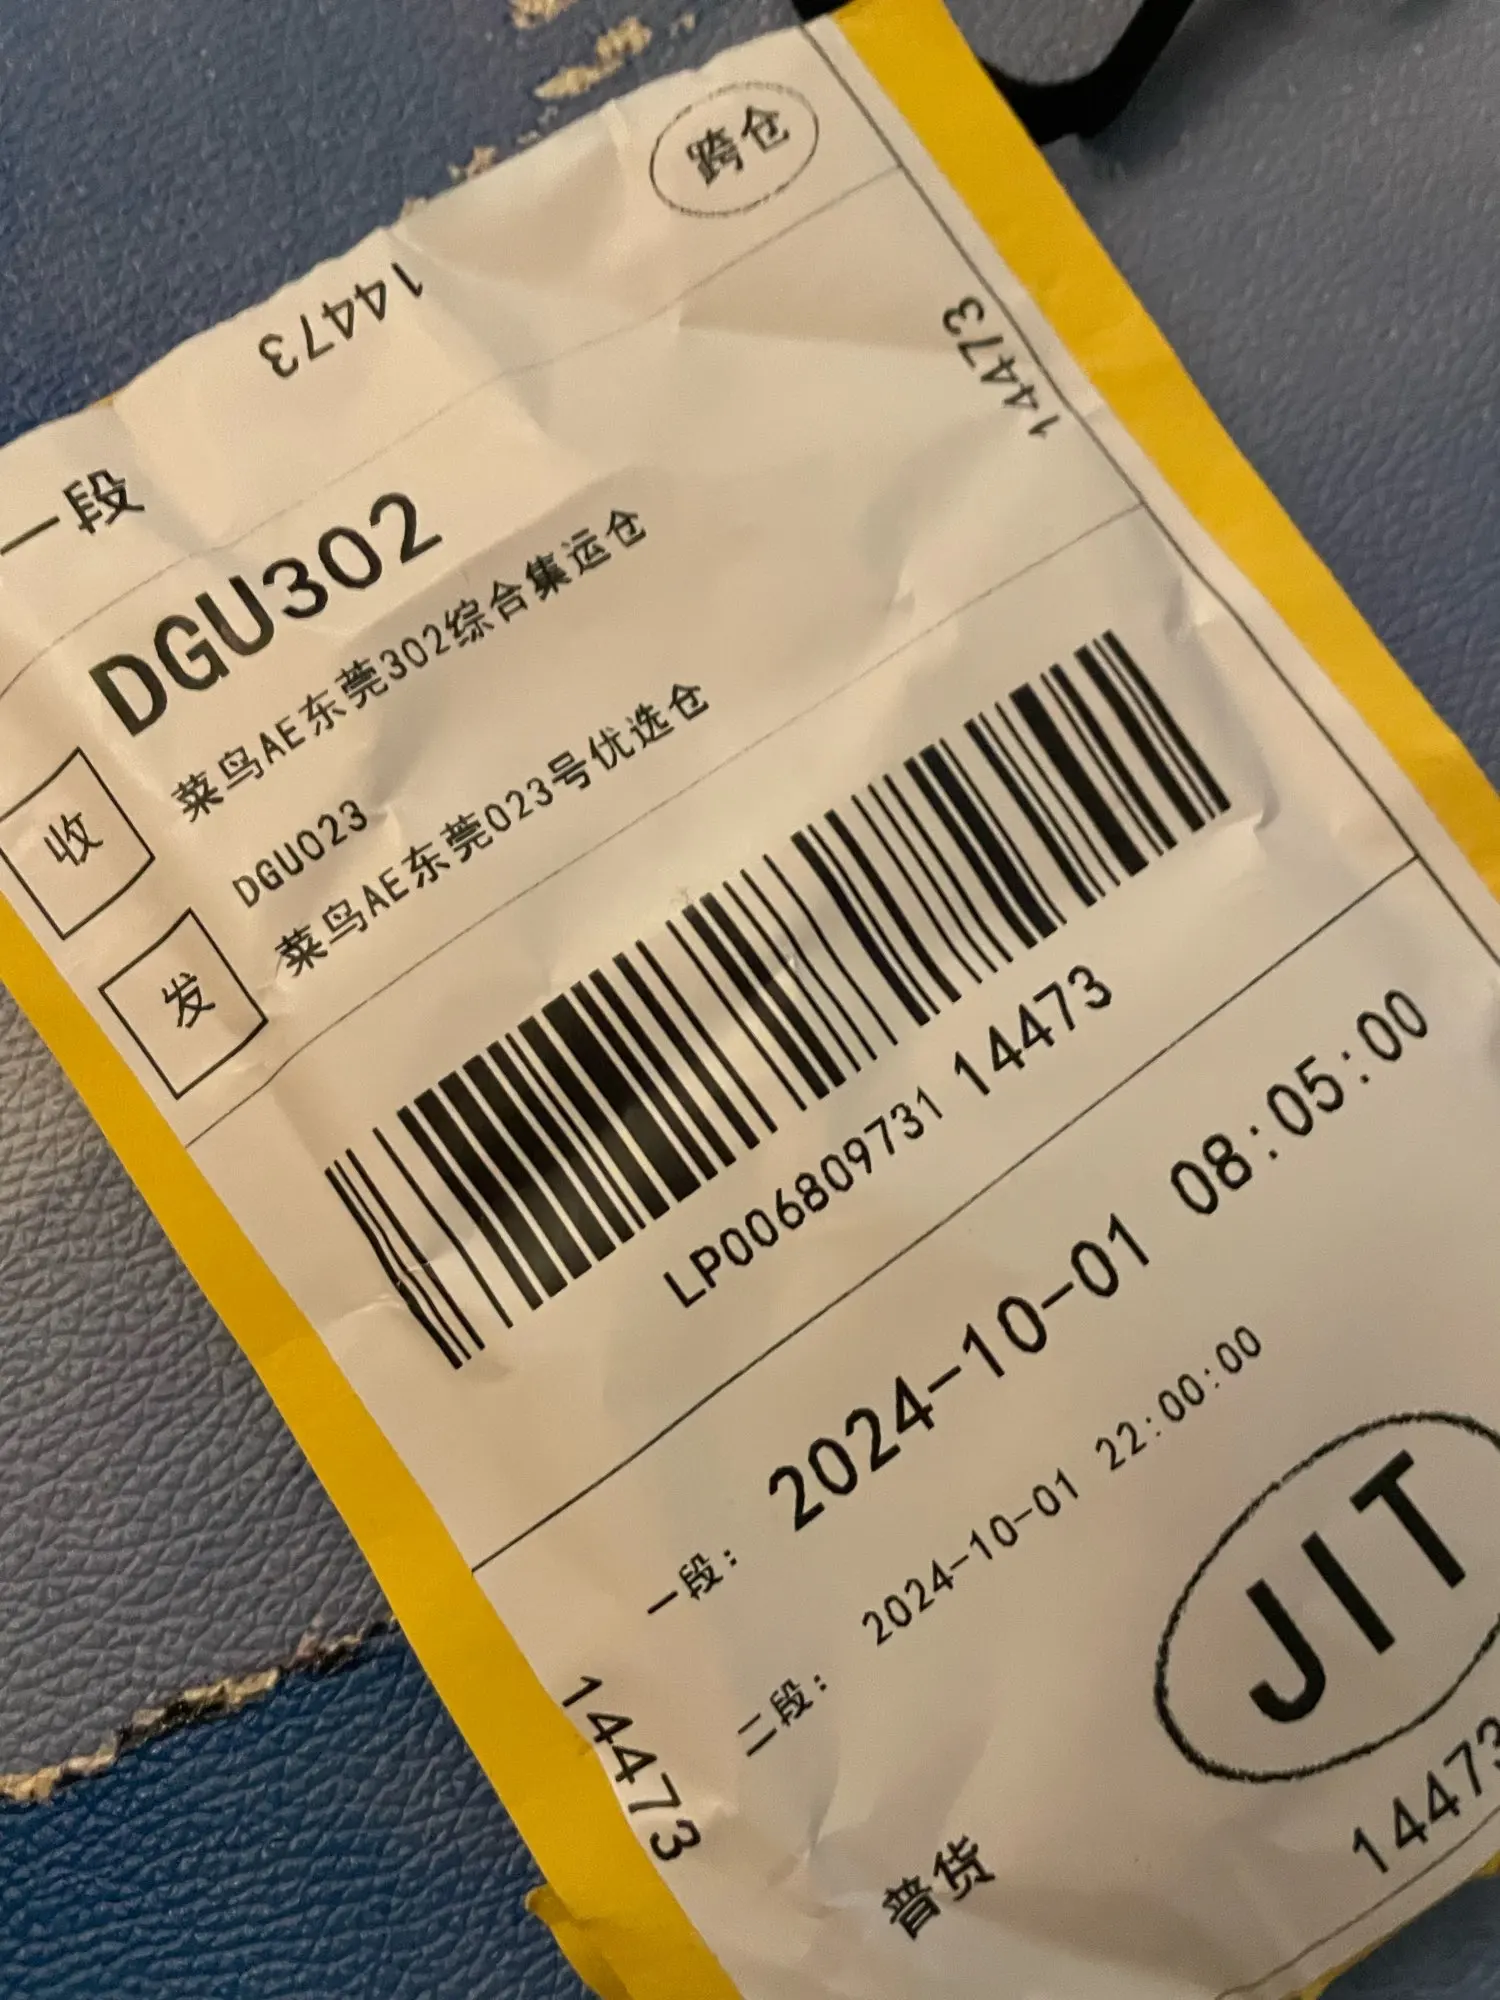 跨仓
14473
14473
一段
DGU302
菜鸟AE东莞302综合集运仓
收
DGU023
菜鸟AE东莞023号优选仓
发
LP006809731 14473
一段: 2024-10-01 08:05:00
二段: 2024-10-01 22:00:00
JIT
14473
普货
14473